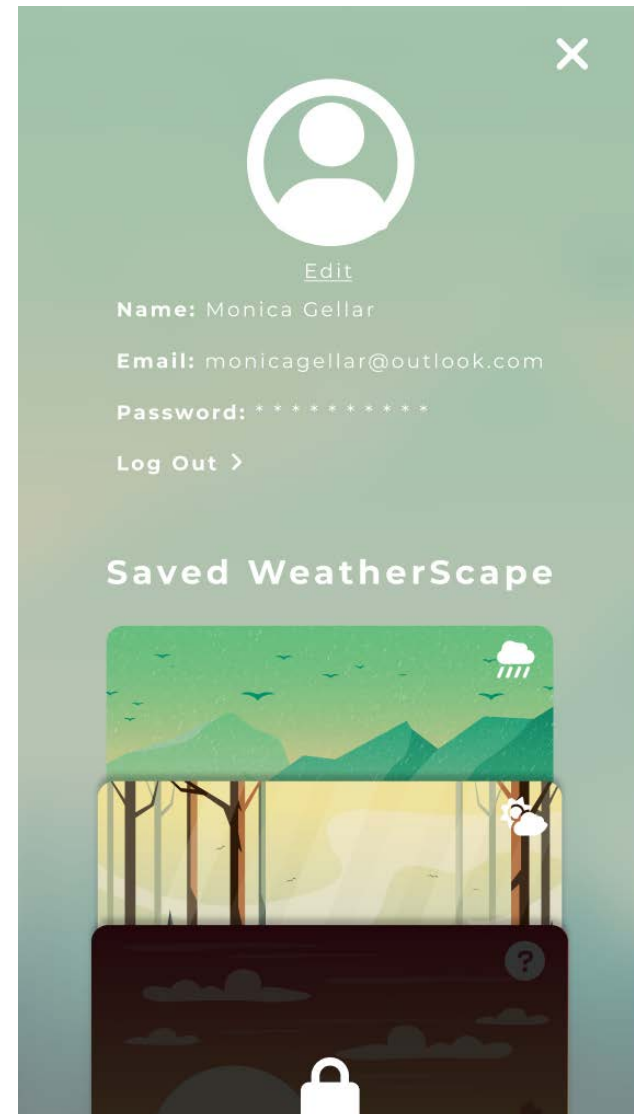 Edit
Name: Monica Gellar
Email: monicagellar@outlook.com
Password: * * * * * * * * * *
Log Out >
Saved WeatherScape
?